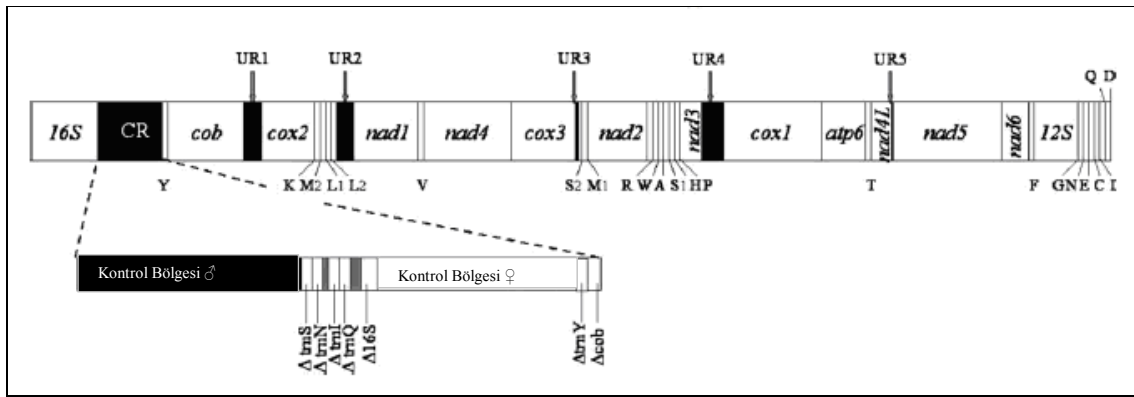 UR1 UR2 UR3 UR4 UR5 Q D
16S CR cob cox2 nad1 nad4 cox3 nad2 nad3 cox1 atp6 nad4L nad5 nad6 12S
Y K M2 L1 L2 V S2 M1 R W A S1 H P T F G N E C I
Kontrol Bölgesi ♂ Kontrol Bölgesi ♀
Δ trnS
Δ trnN
Δ trnI
Δ trnQ
Δ16S
ΔtrnY
Δcob